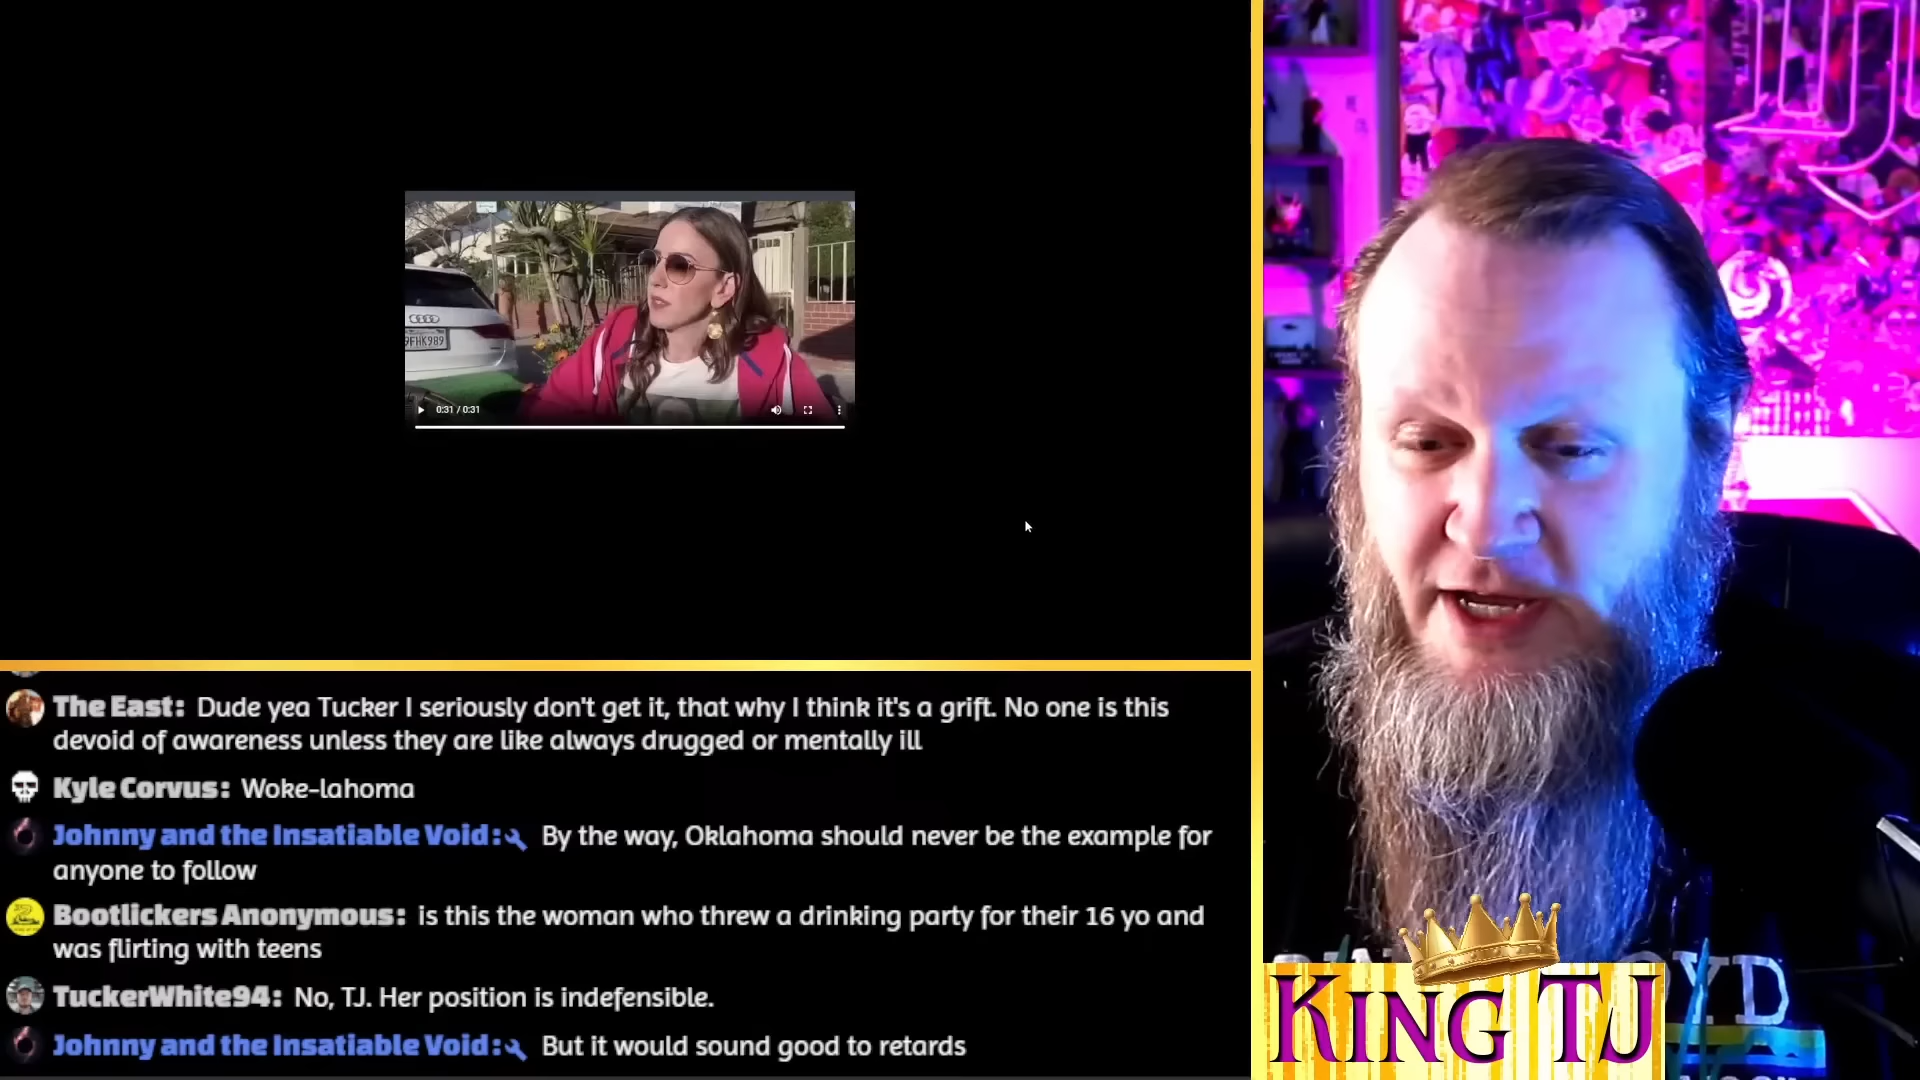 9FHK989
0:31 / 0:31
The East: Dude yea Tucker I seriously don't get it, that why I think it's a grift. No one is this
devoid of awareness unless they are like always drugged or mentally ill
Kyle Corvus: Woke-lahoma
Johnny and the Insatiable Void: By the way, Oklahoma should never be the example for
anyone to follow
Bootlickers Anonymous: is this the woman who threw a drinking party for their 16 yo and
was flirting with teens
TuckerWhite94: No, TJ. Her position is indefensible.
Johnny and the Insatiable Void: But it would sound good to retards
KING TJ